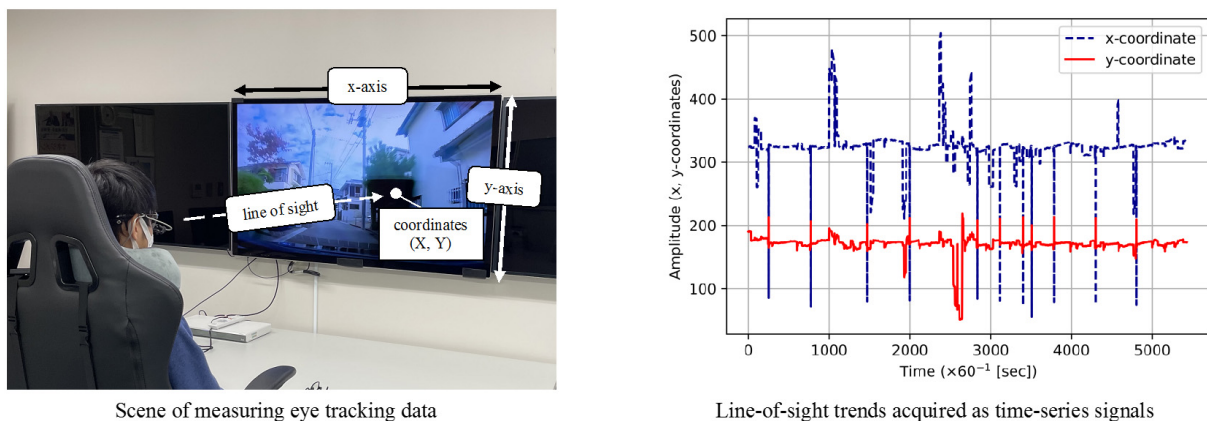 x-axis
y-axis
line of sight
coordinates
(X, Y)
Scene of measuring eye tracking data
x-coordinate
y-coordinate
Amplitude (x, y-coordinates)
500
400
300
200
100
0
1000
2000
3000
4000
5000
Time (×60⁻¹ [sec])
Line-of-sight trends acquired as time-series signals